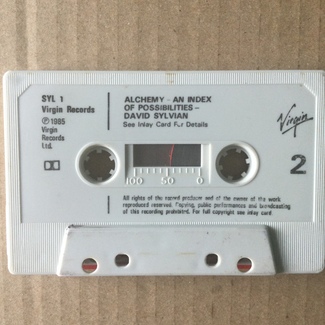 SYL 1
Virgin Records
ALCHEMY - AN INDEX
OF POSSIBILITIES -
DAVID SYLVIAN
See Inlay Card For Details
℗ 1985
Virgin
Records
Ltd.
Virgin
2
100 50 0
All rights of the record producer and of the owner of the work
reproduced reserved. Copying, public performances and broadcasting
of this recording prohibited. For full copyright see inlay card.